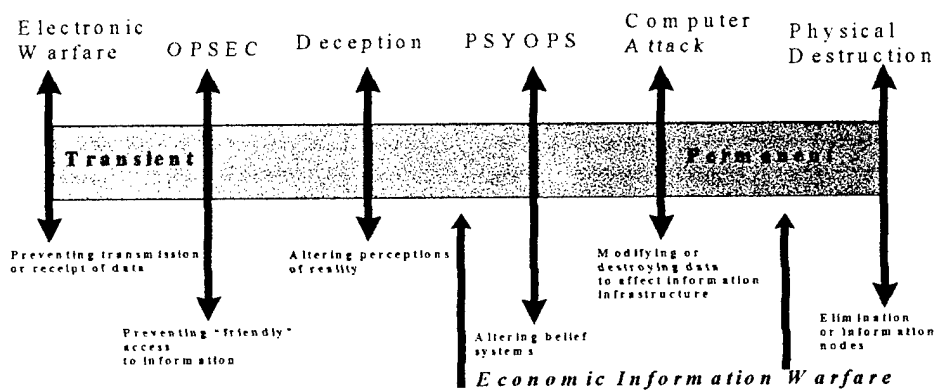 Electronic
Warfare
OPSEC
Deception
PSYOPS
Computer
Attack
Physical
Destruction
Transient
Permanent
Preventing transmission
or receipt of data
Altering perceptions
of reality
Modifying or
destroying data
to affect information
infrastructure
Preventing "friendly"
access
to information
Altering belief
systems
Elimination
or information
nodes
Economic Information Warfare